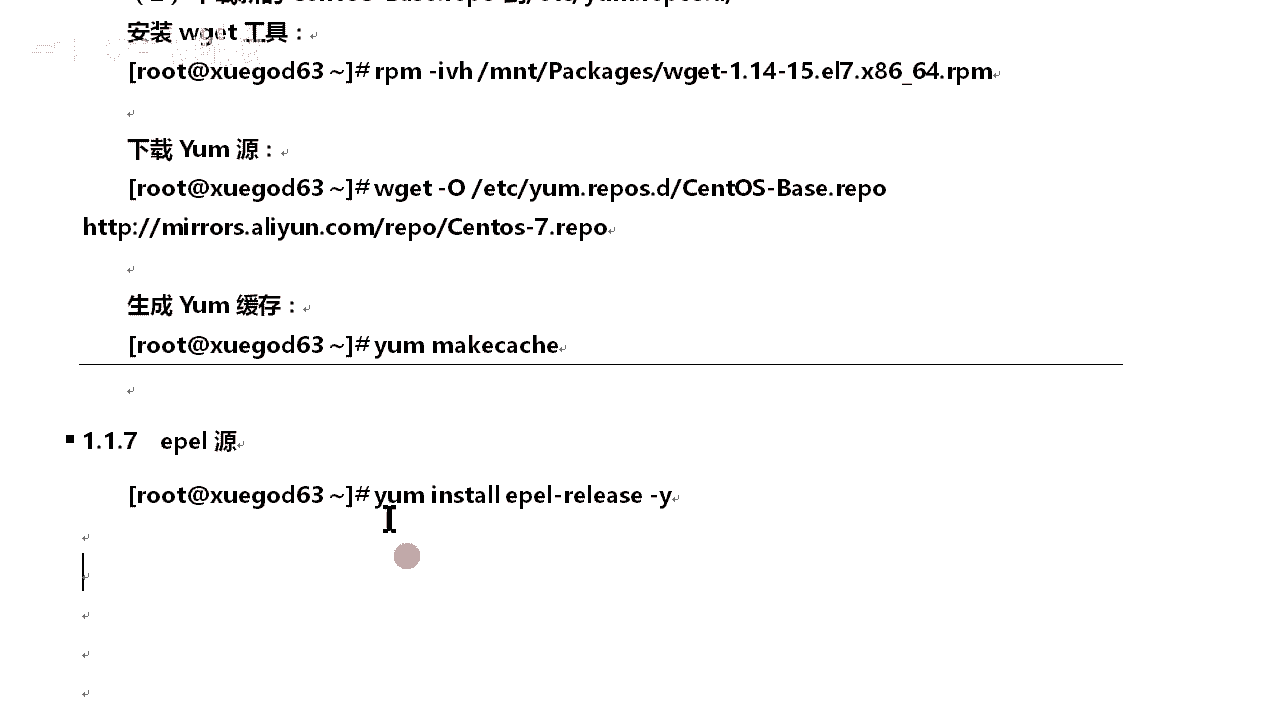 安装 wget 工具：
[root@xuegod63 ~]# rpm -ivh /mnt/Packages/wget-1.14-15.el7.x86_64.rpm
下载 Yum 源：
[root@xuegod63 ~]# wget -O /etc/yum.repos.d/CentOS-Base.repo
http://mirrors.aliyun.com/repo/Centos-7.repo
生成 Yum 缓存：
[root@xuegod63 ~]# yum makecache
1.1.7 epel 源
[root@xuegod63 ~]# yum install epel-release -y